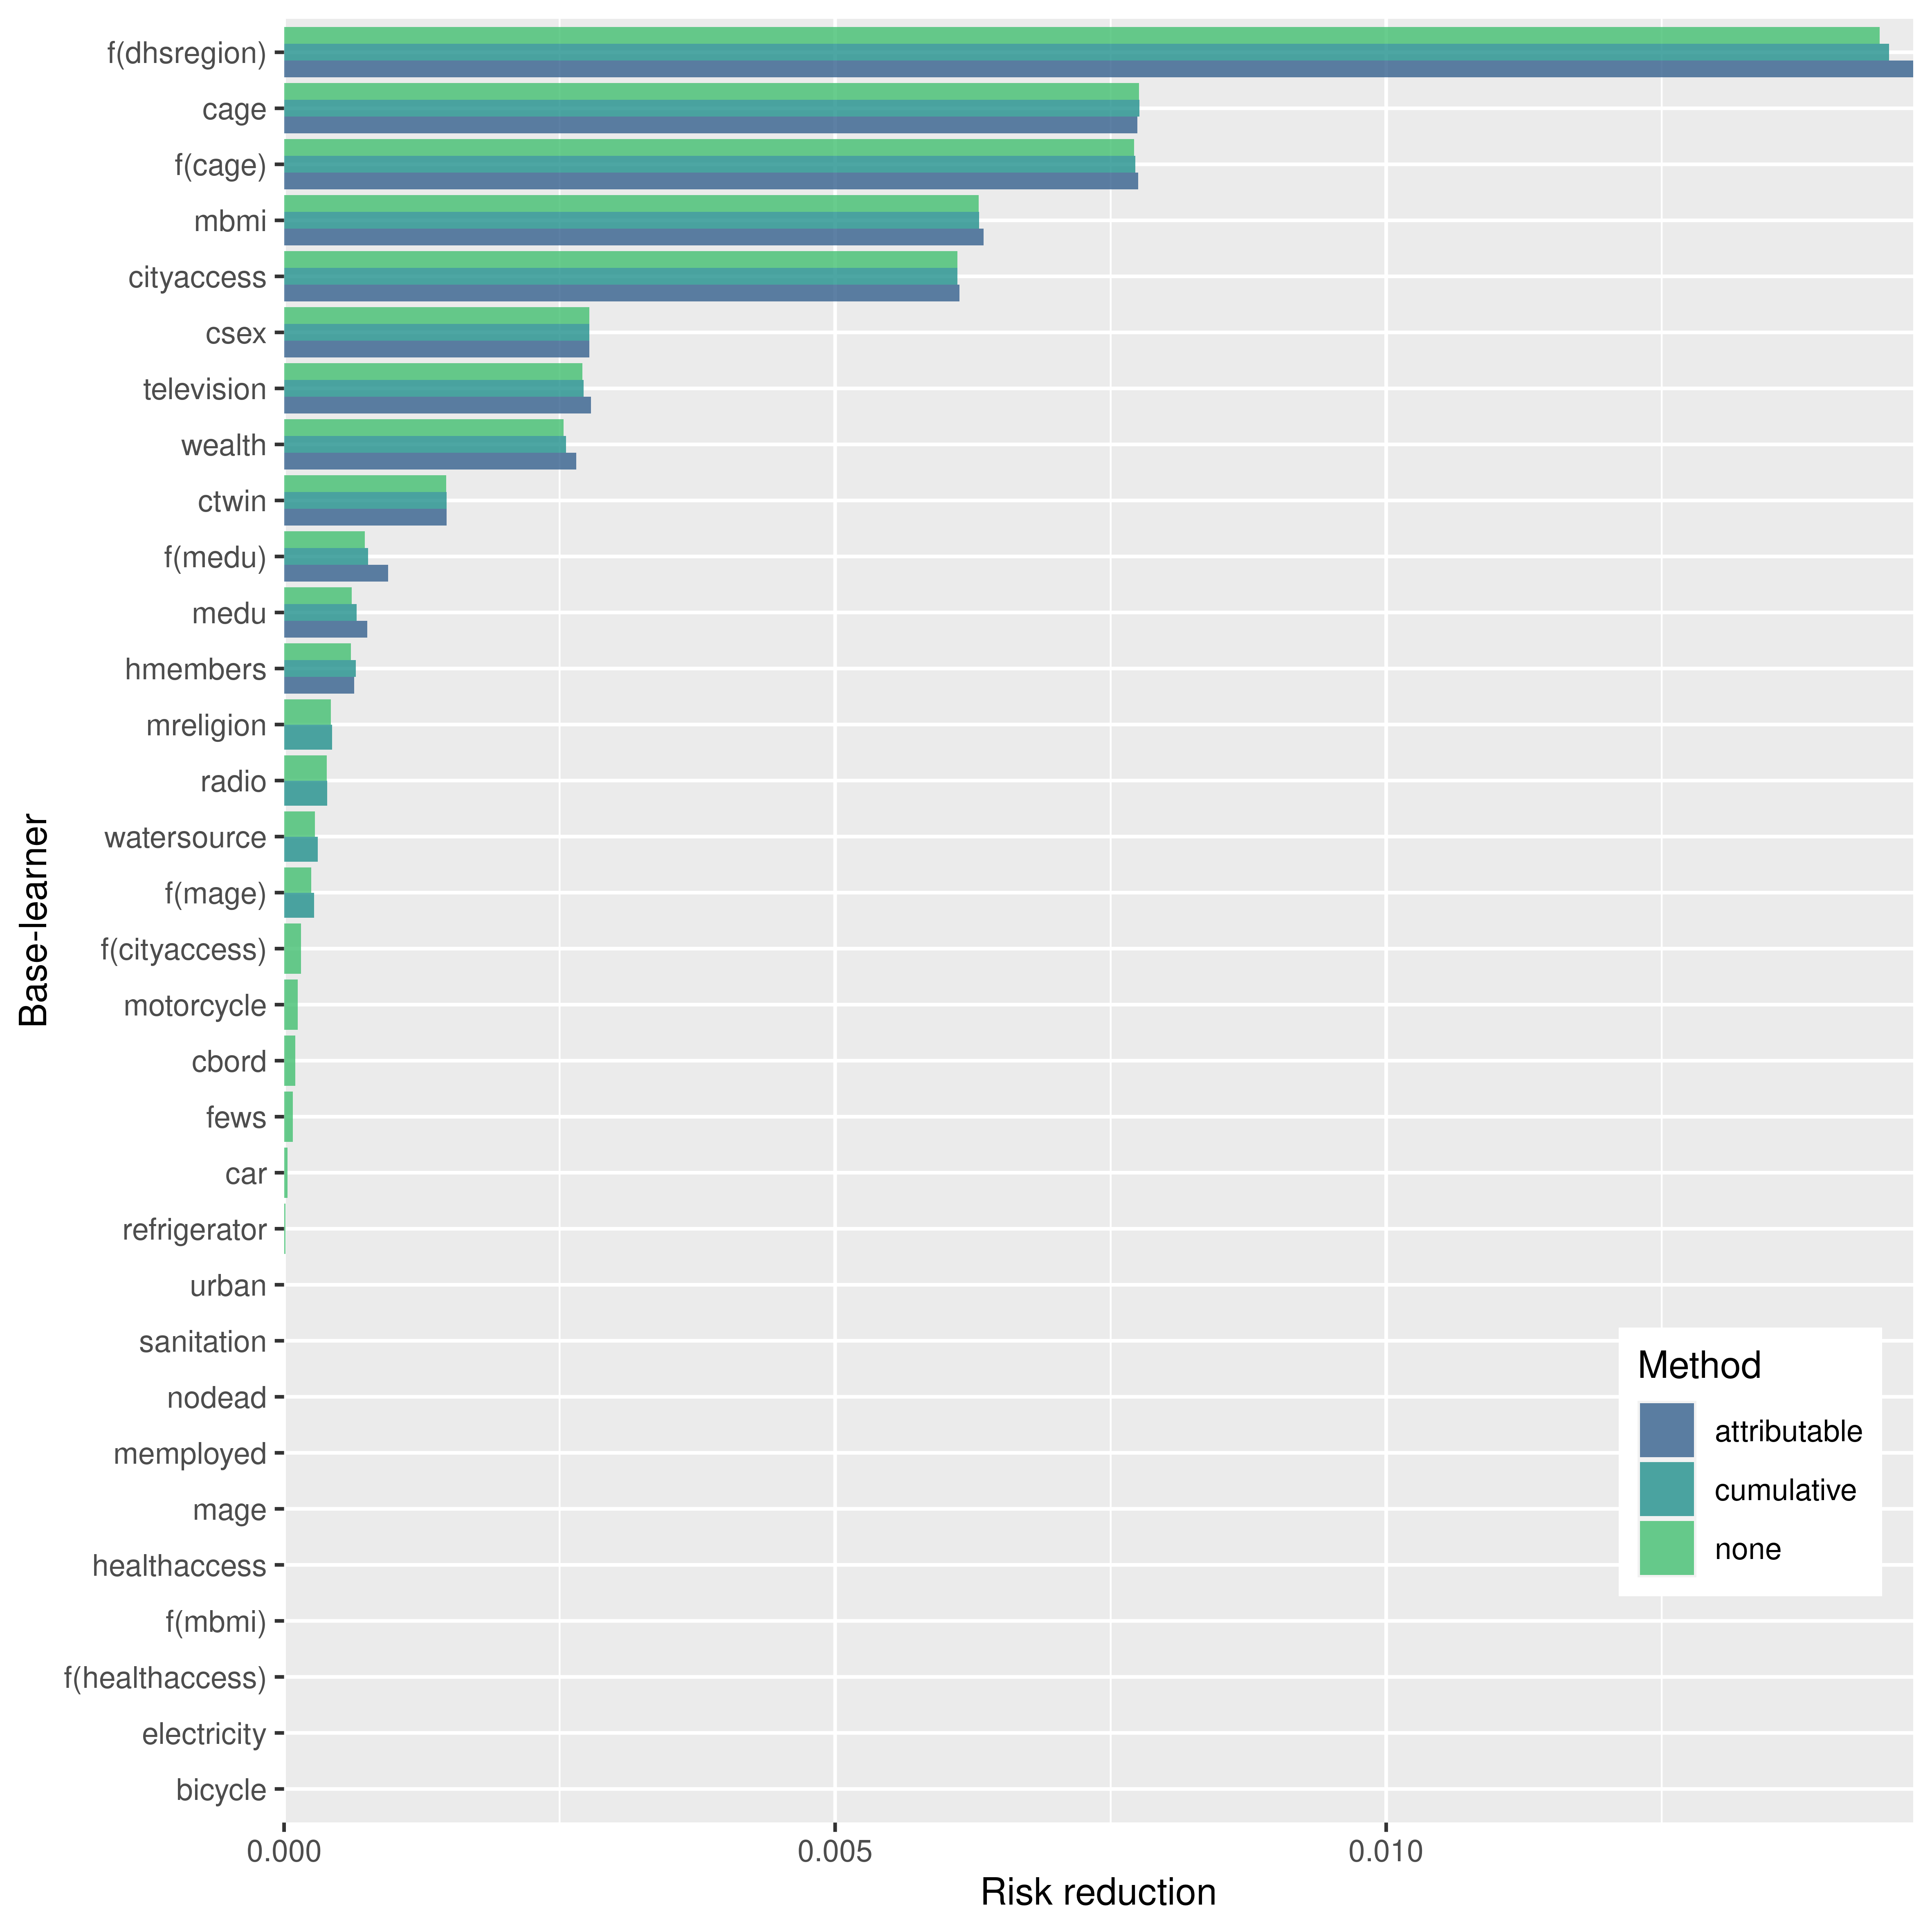 f(dhsregion)
cage
f(cage)
mbmi
cityaccess
csex
television
wealth
ctwin
f(medu)
medu
hmembers
mreligion
radio
watersource
f(mage)
f(cityaccess)
motorcycle
cbord
fews
car
refrigerator
urban
sanitation
nodead
memployed
mage
healthaccess
f(mbmi)
f(healthaccess)
electricity
bicycle
Base-learner
0.000 0.005 0.010
Risk reduction
Method
attributable
cumulative
none